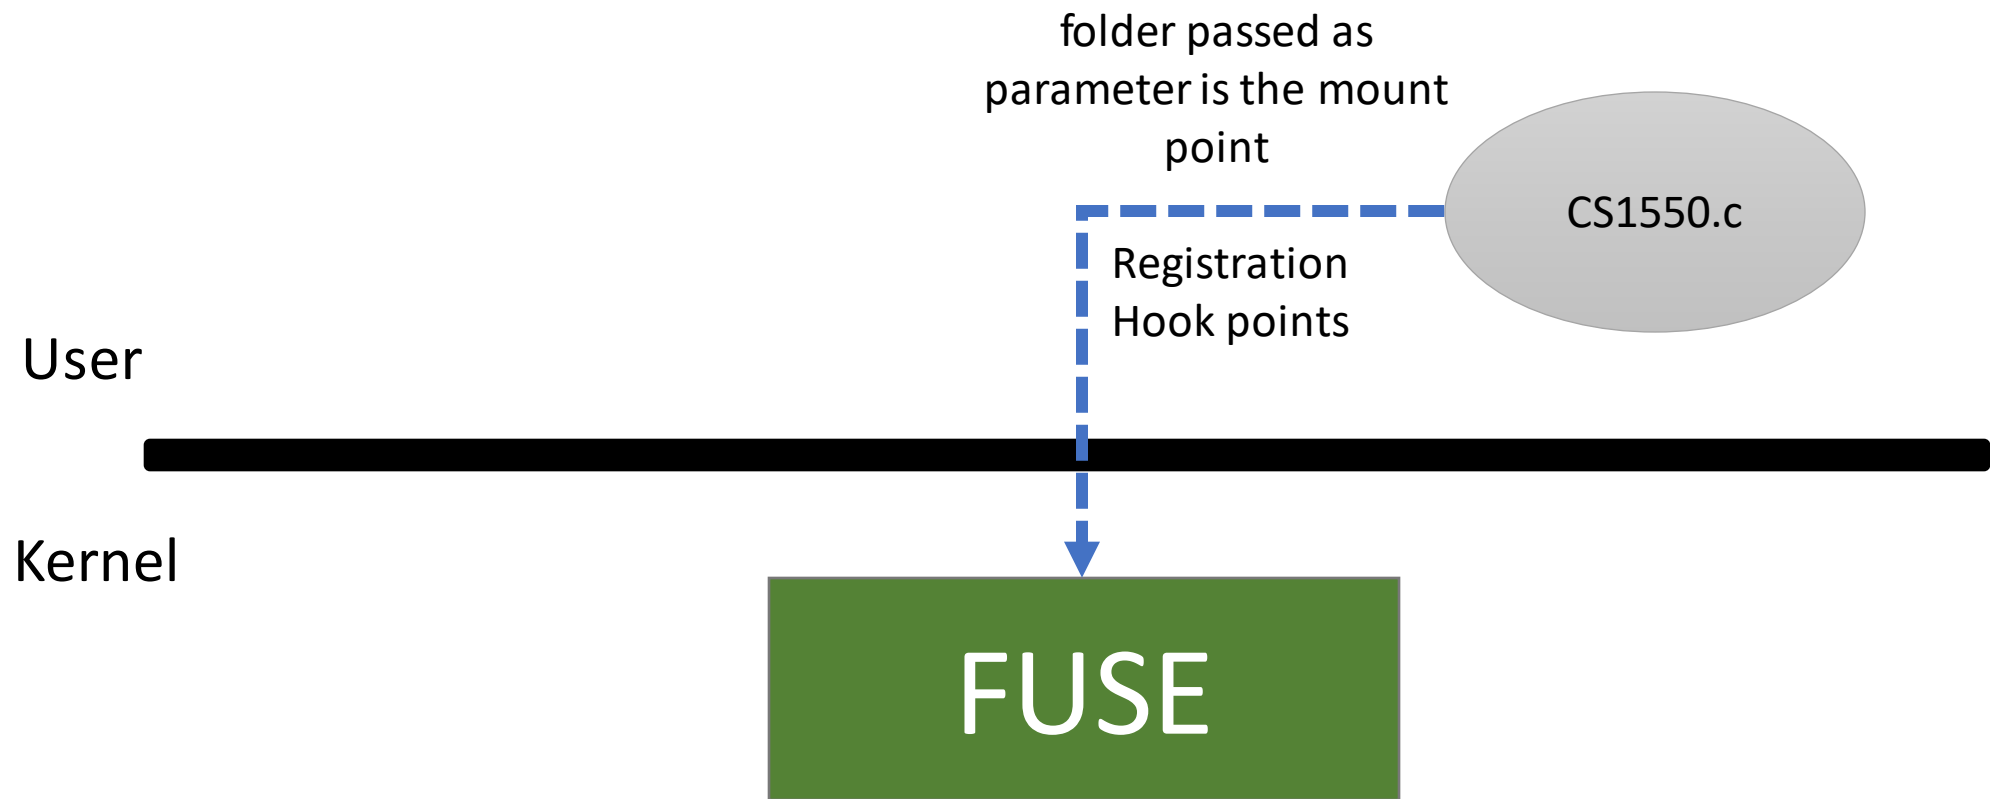 folder passed as
parameter is the mount
point
CS1550.c
Registration
Hook points
User
Kernel
FUSE